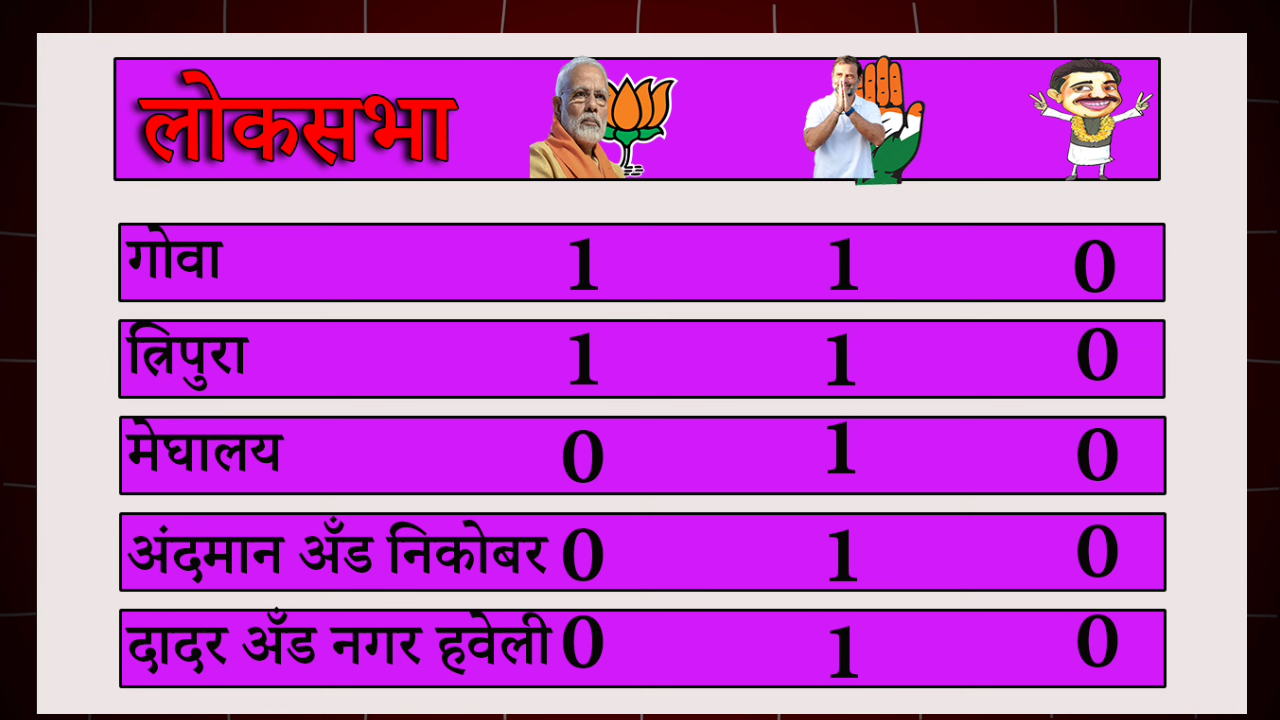 लोकसभा
गोवा 1 1 0
त्रिपुरा 1 1 0
मेघालय 0 1 0
अंदमान अँड निकोबर 0 1 0
दादर अँड नगर हवेली 0 1 0